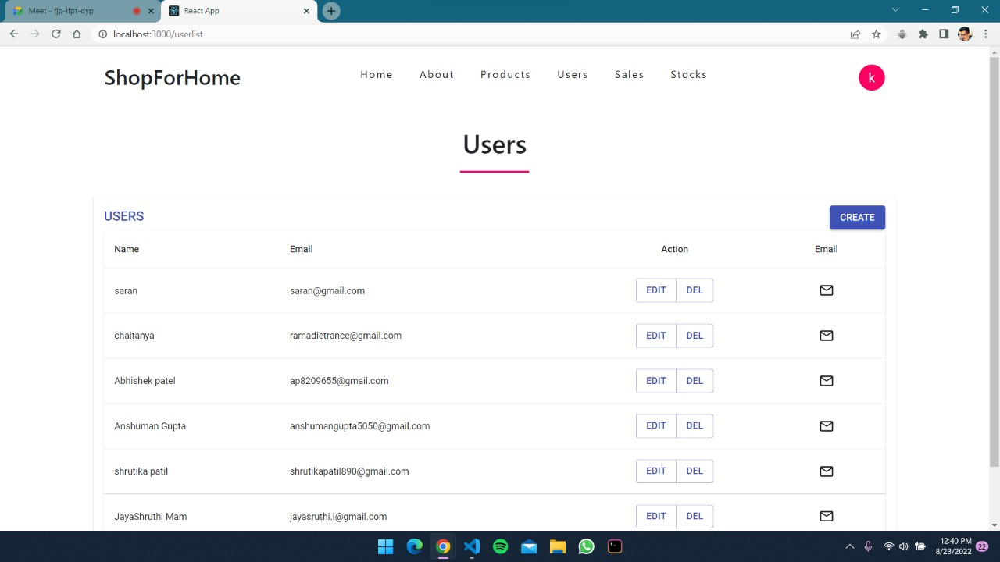 Meet - fjp-ifpt-dyp
React App
localhost:3000/userlist
ShopForHome
Home About Products Users Sales Stocks
k
Users
USERS
CREATE
Name Email Action Email
saran saran@gmail.com EDIT DEL
chaitanya ramadietrance@gmail.com EDIT DEL
Abhishek patel ap8209655@gmail.com EDIT DEL
Anshuman Gupta anshumangupta5050@gmail.com EDIT DEL
shrutika patil shrutikapatil890@gmail.com EDIT DEL
JayaShruthi Mam jayasruthi.l@gmail.com EDIT DEL
12:40 PM
8/23/2022
22